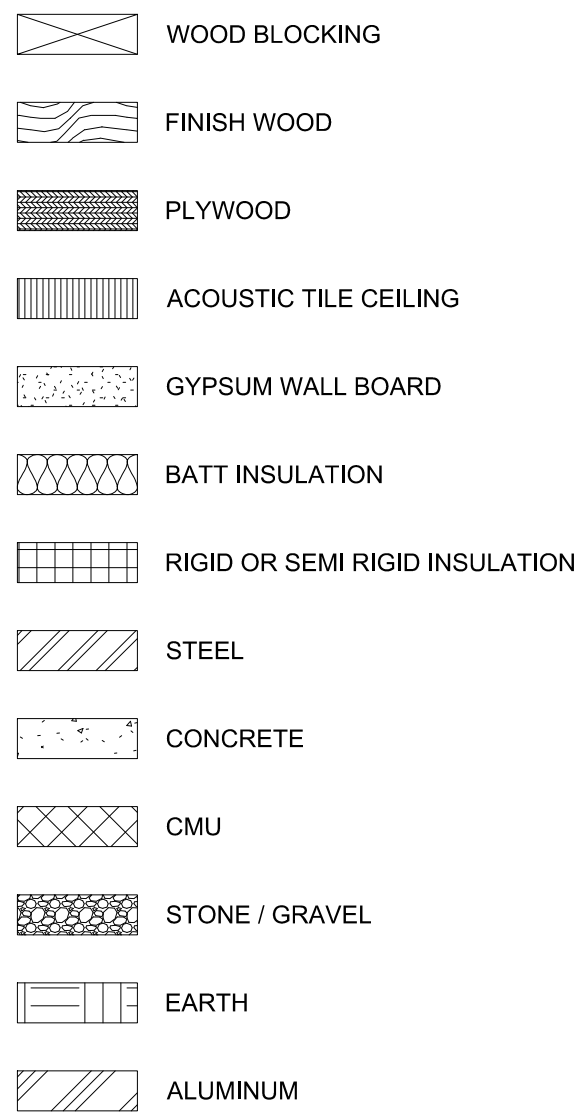 WOOD BLOCKING
FINISH WOOD
PLYWOOD
ACOUSTIC TILE CEILING
GYPSUM WALL BOARD
BATT INSULATION
RIGID OR SEMI RIGID INSULATION
STEEL
CONCRETE
CMU
STONE / GRAVEL
EARTH
ALUMINUM